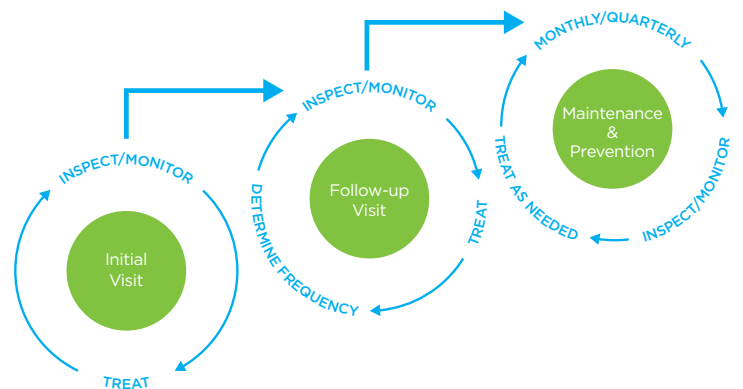 INSPECT/MONITOR
Initial
Visit
TREAT
INSPECT/MONITOR
Follow-up
Visit
TREAT
DETERMINE FREQUENCY
MONTHLY/QUARTERLY
Maintenance
&
Prevention
INSPECT/MONITOR
TREAT AS NEEDED